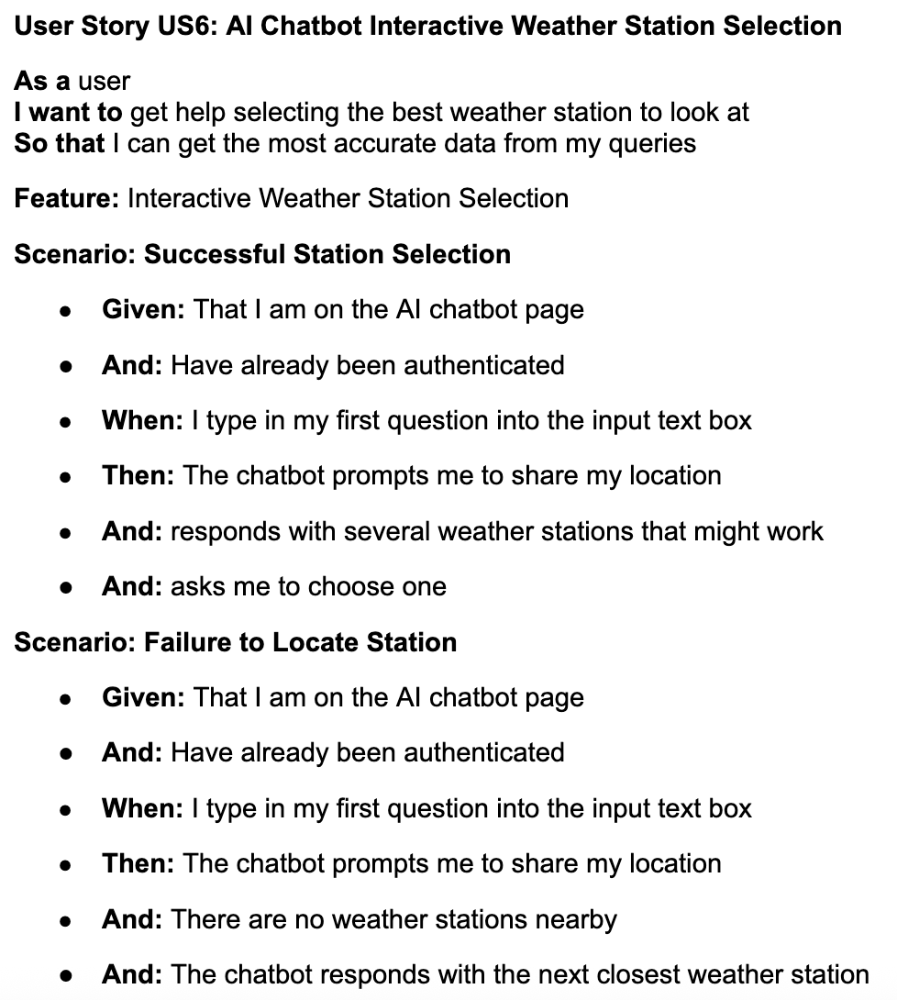 User Story US6: AI Chatbot Interactive Weather Station Selection
As a user
I want to get help selecting the best weather station to look at
So that I can get the most accurate data from my queries
Feature: Interactive Weather Station Selection
Scenario: Successful Station Selection
● Given: That I am on the AI chatbot page
● And: Have already been authenticated
● When: I type in my first question into the input text box
● Then: The chatbot prompts me to share my location
● And: responds with several weather stations that might work
● And: asks me to choose one
Scenario: Failure to Locate Station
● Given: That I am on the AI chatbot page
● And: Have already been authenticated
● When: I type in my first question into the input text box
● Then: The chatbot prompts me to share my location
● And: There are no weather stations nearby
● And: The chatbot responds with the next closest weather station